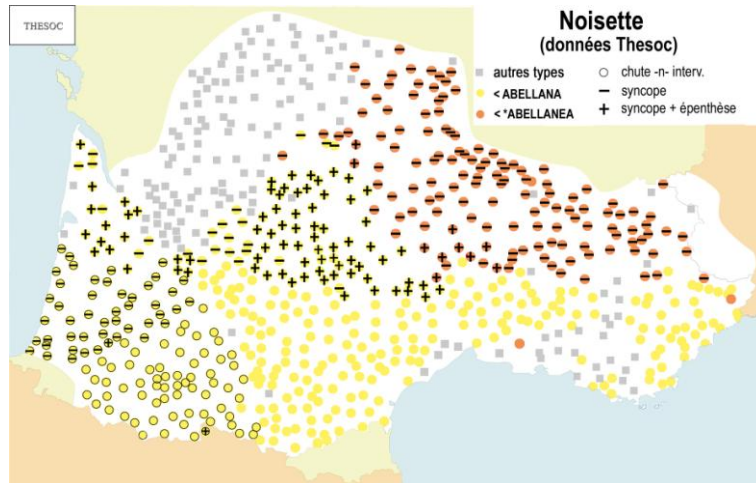 THESOC
Noisette
(données Thesoc)
autres types
< ABELLANA
< *ABELLANEA
chute -n- interv.
syncope
syncope + épenthèse